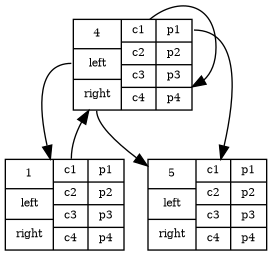 4 c1 p1
c2 p2
left
c3 p3
right
c4 p4
1 c1 p1
c2 p2
left
c3 p3
right
c4 p4
5 c1 p1
c2 p2
left
c3 p3
right
c4 p4